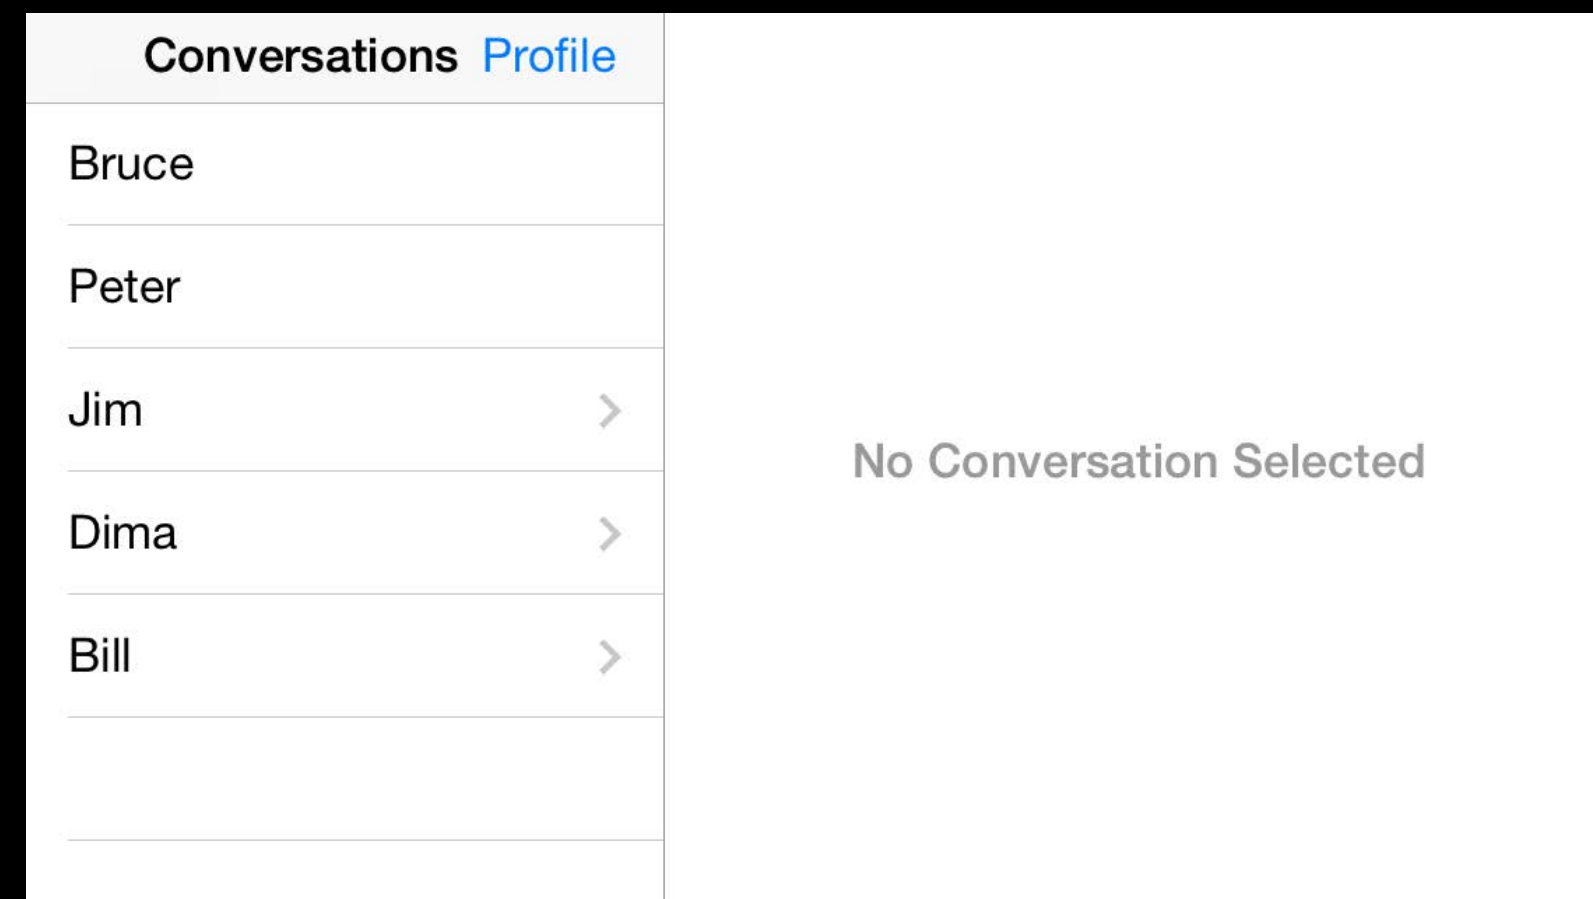 Conversations Profile
Bruce
Peter
Jim
Dima
Bill
No Conversation Selected